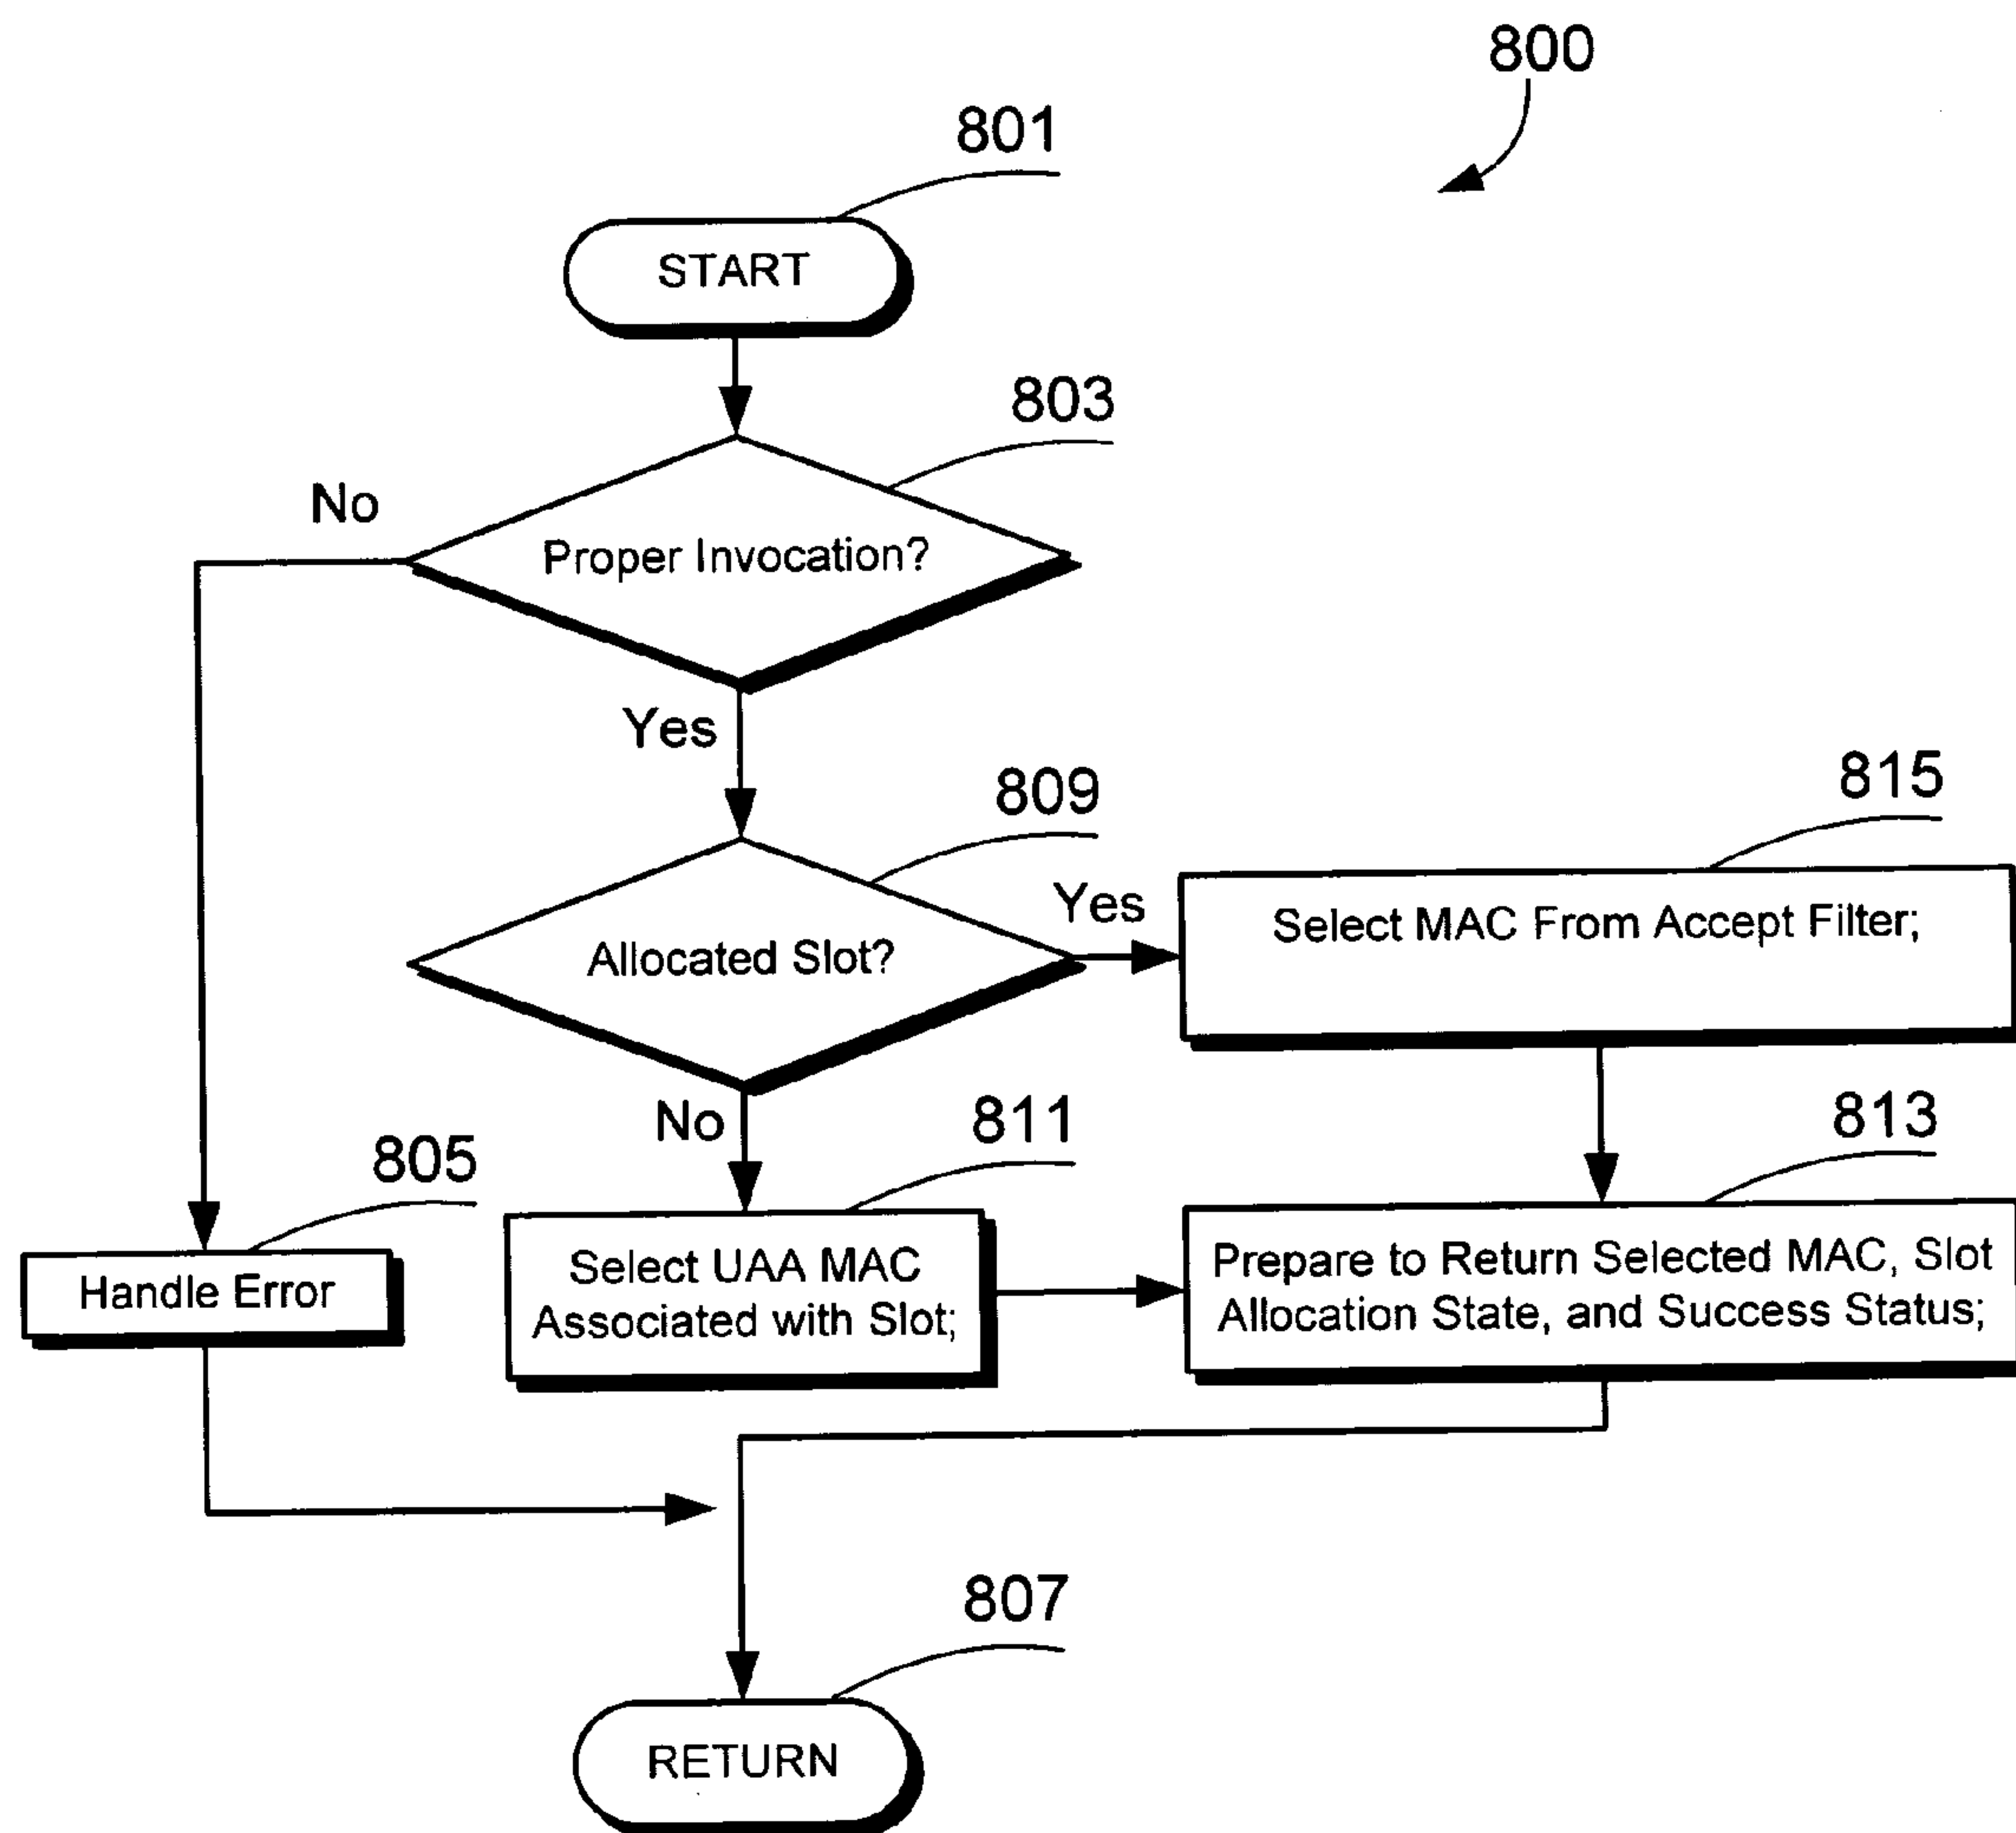 800
801
START
803
No
Proper Invocation?
Yes
809
815
Yes
Select MAC From Accept Filter;
Allocated Slot?
No
811
813
805
Handle Error
Select UAA MAC
Associated with Slot;
Prepare to Return Selected MAC, Slot
Allocation State, and Success Status;
807
RETURN